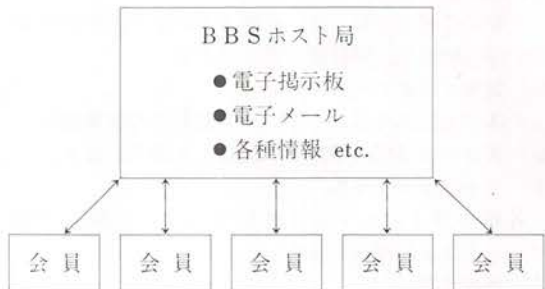 BBSホスト局
●電子掲示板
●電子メール
●各種情報 etc.
会員 会員 会員 会員 会員